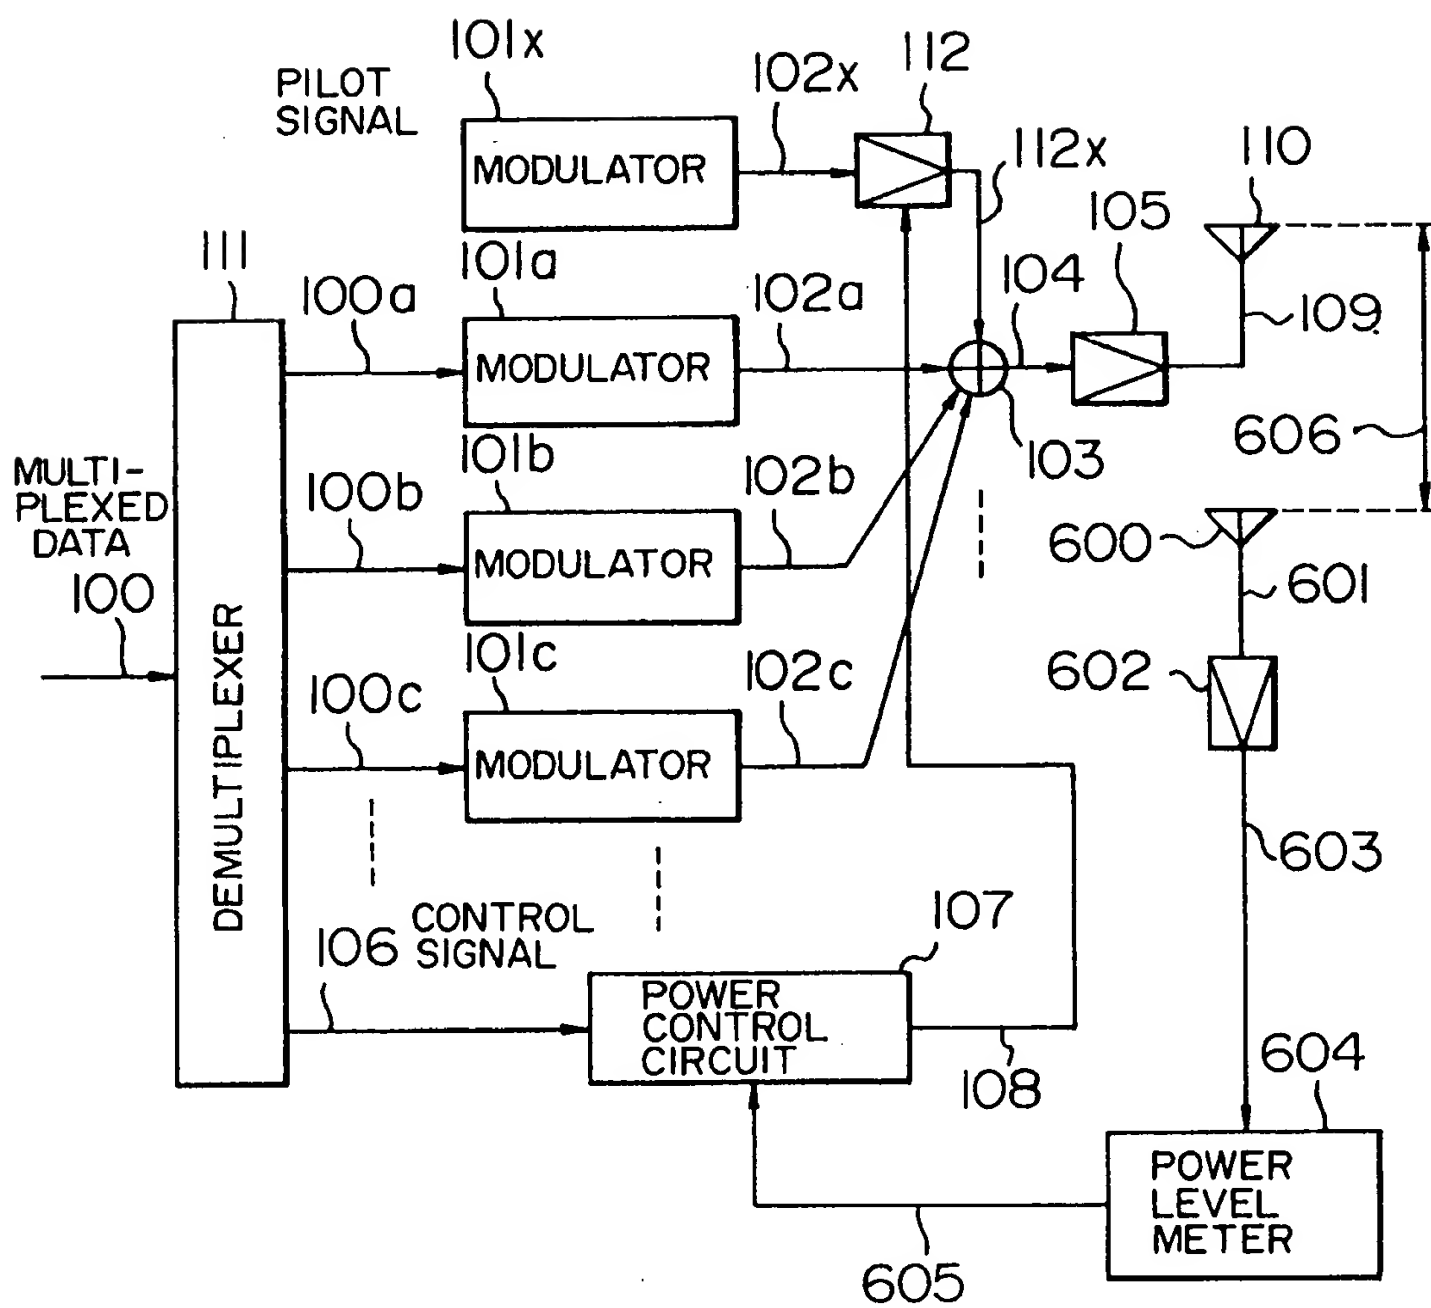 101x
112
PILOT
SIGNAL
102x
MODULATOR
112x
110
105
111
101a
100a
102a
104
109
MODULATOR
103
606
101b
MULTI-
PLEXED
DATA
100b
102b
600
100
MODULATOR
601
101c
602
100c
102c
DEMULTIPLEXER
MODULATOR
603
107
CONTROL
SIGNAL
106
POWER
CONTROL
CIRCUIT
108
604
POWER
LEVEL
METER
605